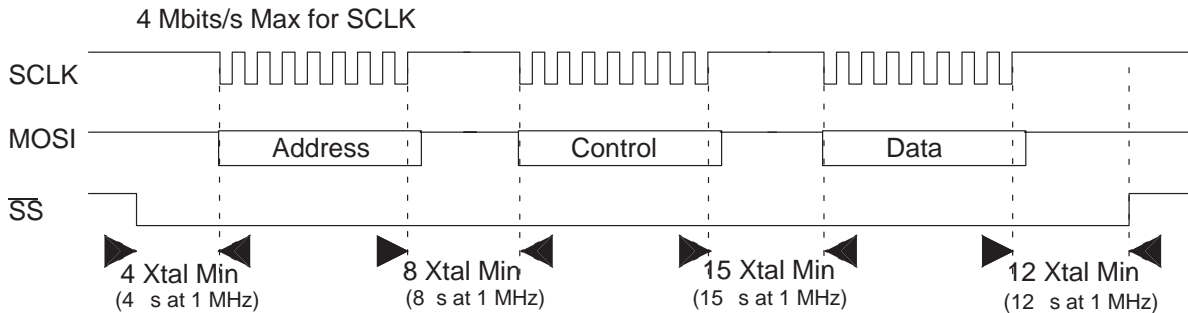 4 Mbits/s Max for SCLK
SCLK
MOSI
Address
Control
Data
SS
4 Xtal Min
(4 s at 1 MHz)
8 Xtal Min
(8 s at 1 MHz)
15 Xtal Min
(15 s at 1 MHz)
12 Xtal Min
(12 s at 1 MHz)